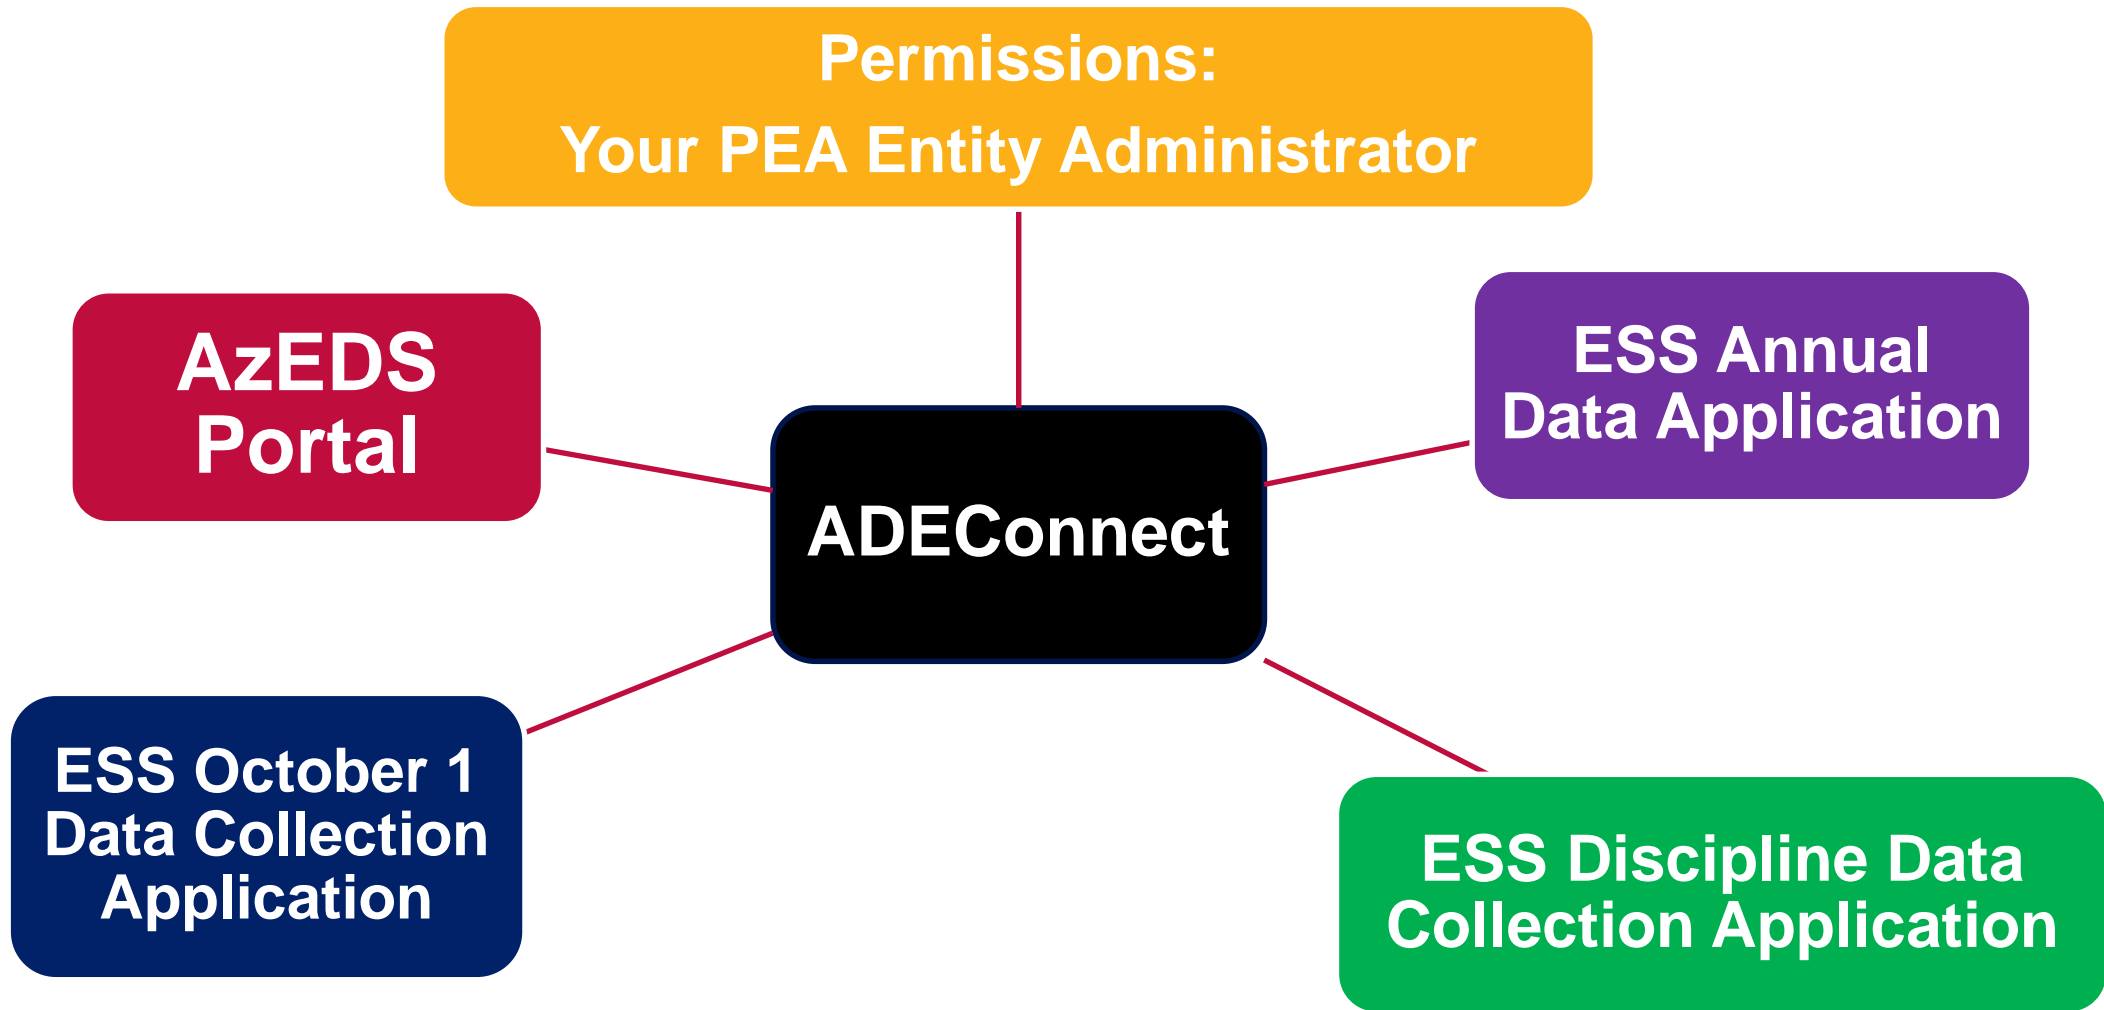 Permissions:
Your PEA Entity Administrator
AzEDS
Portal
ESS Annual
Data Application
ADEConnect
ESS October 1
Data Collection
Application
ESS Discipline Data
Collection Application